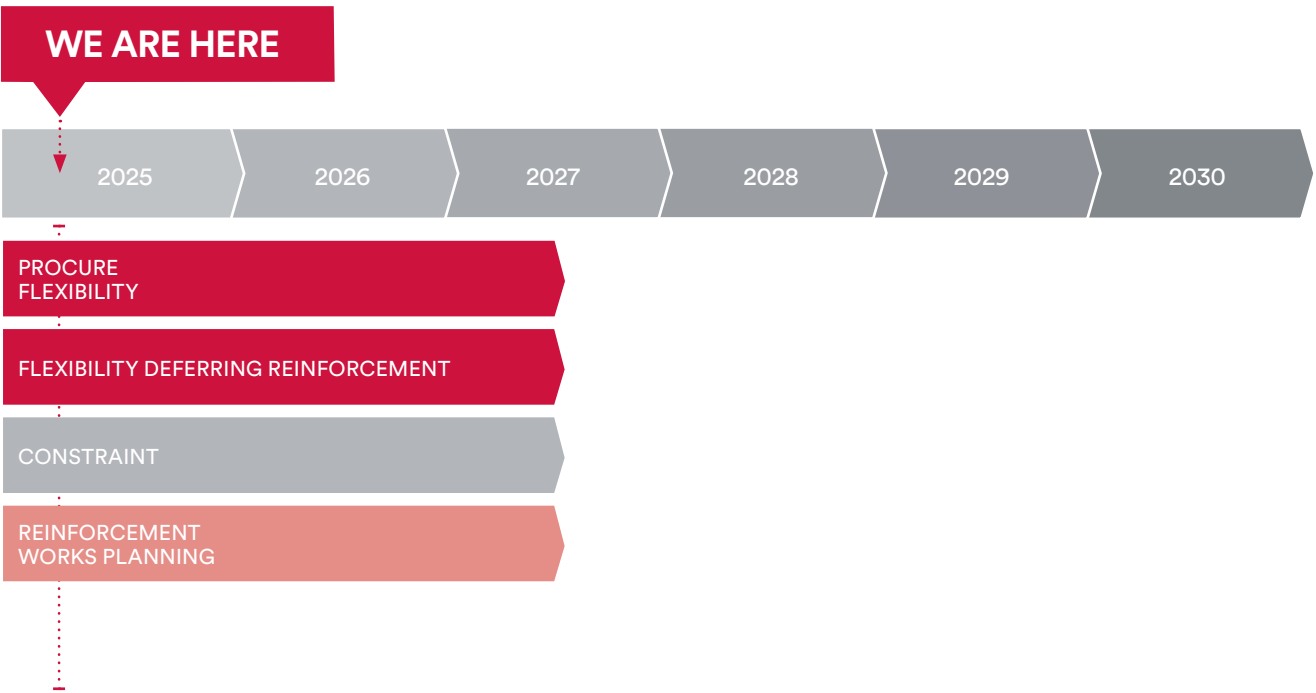 WE ARE HERE
2025
2026
2027
2028
2029
2030
PROCURE
FLEXIBILITY
FLEXIBILITY DEFERRING REINFORCEMENT
CONSTRAINT
REINFORCEMENT
WORKS PLANNING